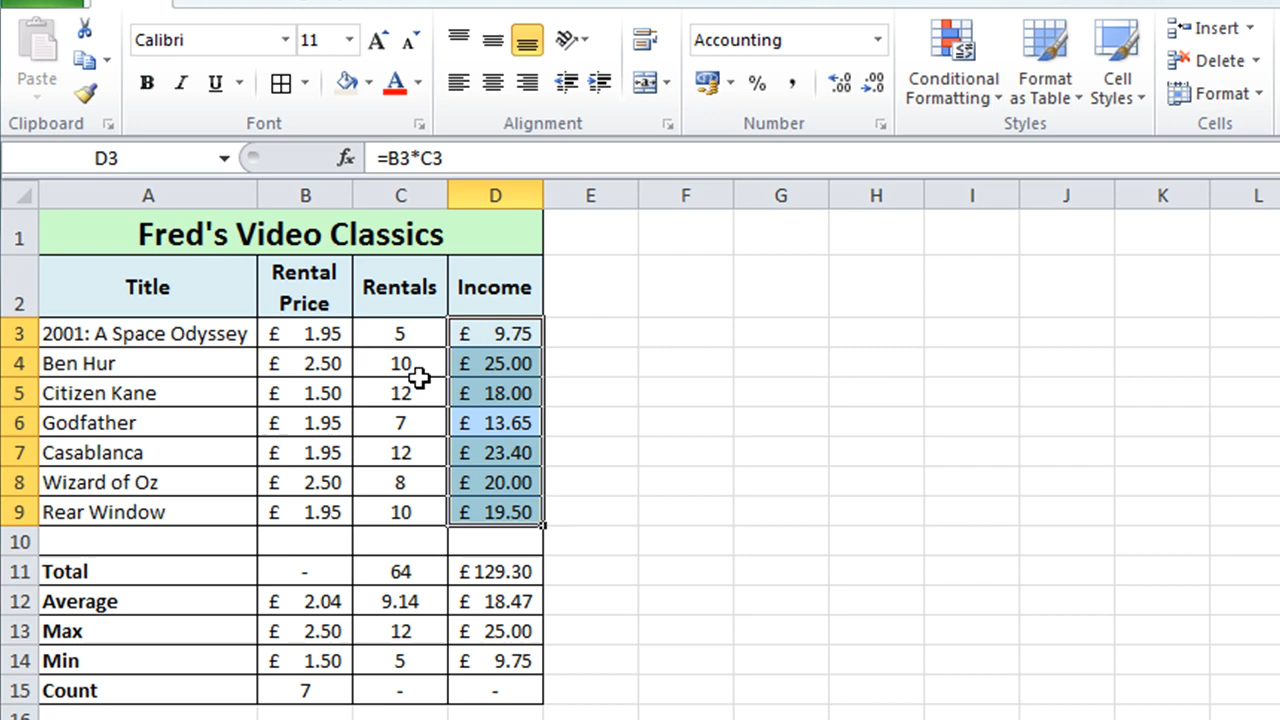 Calibri 11 Accounting Insert
Paste B I U A % , Conditional Formatting Format as Table Cell Styles Delete
Format
Clipboard Font Alignment Number Styles Cells
D3 fx =B3*C3
A B C D E F G H I J K L
1 Fred's Video Classics
2 Title Rental Price Rentals Income
3 2001: A Space Odyssey £ 1.95 5 £ 9.75
4 Ben Hur £ 2.50 10 £ 25.00
5 Citizen Kane £ 1.50 12 £ 18.00
6 Godfather £ 1.95 7 £ 13.65
7 Casablanca £ 1.95 12 £ 23.40
8 Wizard of Oz £ 2.50 8 £ 20.00
9 Rear Window £ 1.95 10 £ 19.50
10
11 Total - 64 £129.30
12 Average £ 2.04 9.14 £ 18.47
13 Max £ 2.50 12 £ 25.00
14 Min £ 1.50 5 £ 9.75
15 Count 7 - -